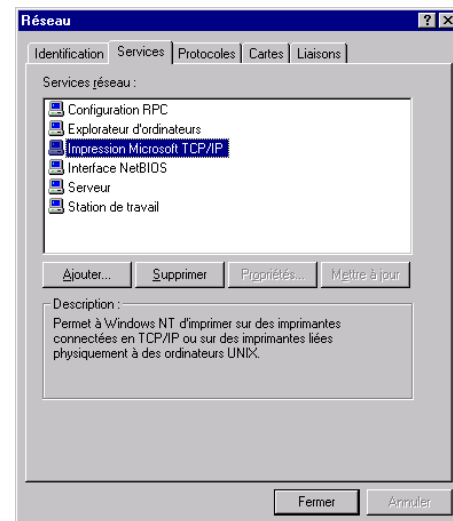 Réseau
Identification Services Protocoles Cartes Liaisons
Services réseau :
Configuration RPC
Explorateur d'ordinateurs
Impression Microsoft TCP/IP
Interface NetBIOS
Serveur
Station de travail
Ajouter... Supprimer Propriétés... Mettre à jour
Description :
Permet à Windows NT d'imprimer sur des imprimantes
connectées en TCP/IP ou sur des imprimantes liées
physiquement à des ordinateurs UNIX.
Fermer Annuler